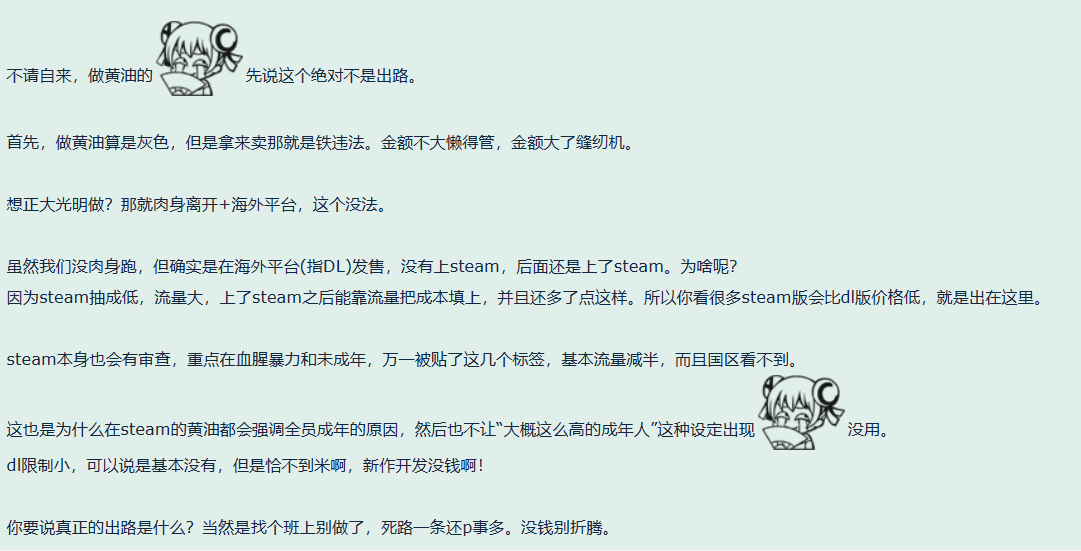 不请自来，做黄油的 先说这个绝对不是出路。
首先，做黄油算是灰色，但是拿来卖那就是铁违法。金额不大懒得管，金额大了缝纫机。
想正大光明做？那就肉身离开+海外平台，这个没法。
虽然我们没肉身跑，但确实是在海外平台(指DL)发售，没有上steam，后面还是上了steam。为啥呢？
因为steam抽成低，流量大，上了steam之后能靠流量把成本填上，并且还多了点这样。所以你看很多steam版会比dl版价格低，就是出在这里。
steam本身也会有审查，重点在血腥暴力和未成年，万一被贴了这几个标签，基本流量减半，而且国区看不到。
这也是为什么在steam的黄油都会强调全员成年的原因，然后也不让“大概这么高的成年人”这种设定出现 没用。
dl限制小，可以说是基本没有，但是恰不到米啊，新作开发没钱啊！
你要说真正的出路是什么？当然是找个班上别做了，死路一条还p事多。没钱别折腾。